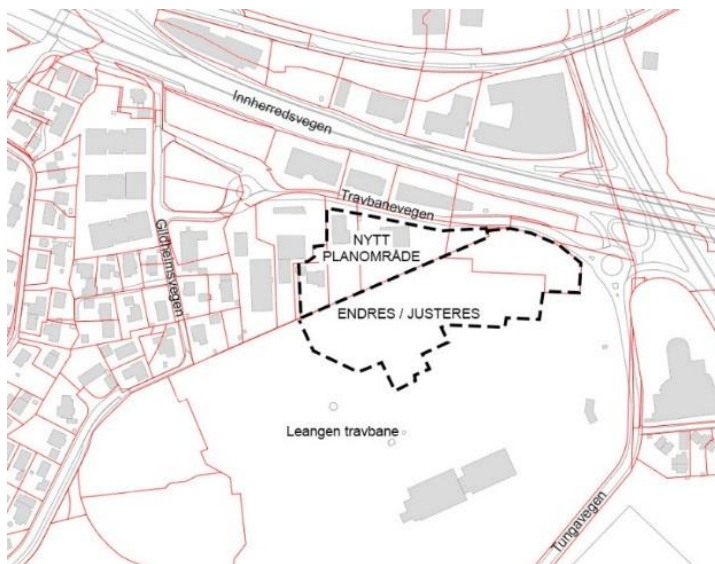 Innherredsvegen
Travbanevegen
Gildheimsvegen
NYTT
PLANOMRÅDE
ENDRES / JUSTERES
Leangen travbane
Tungavegen